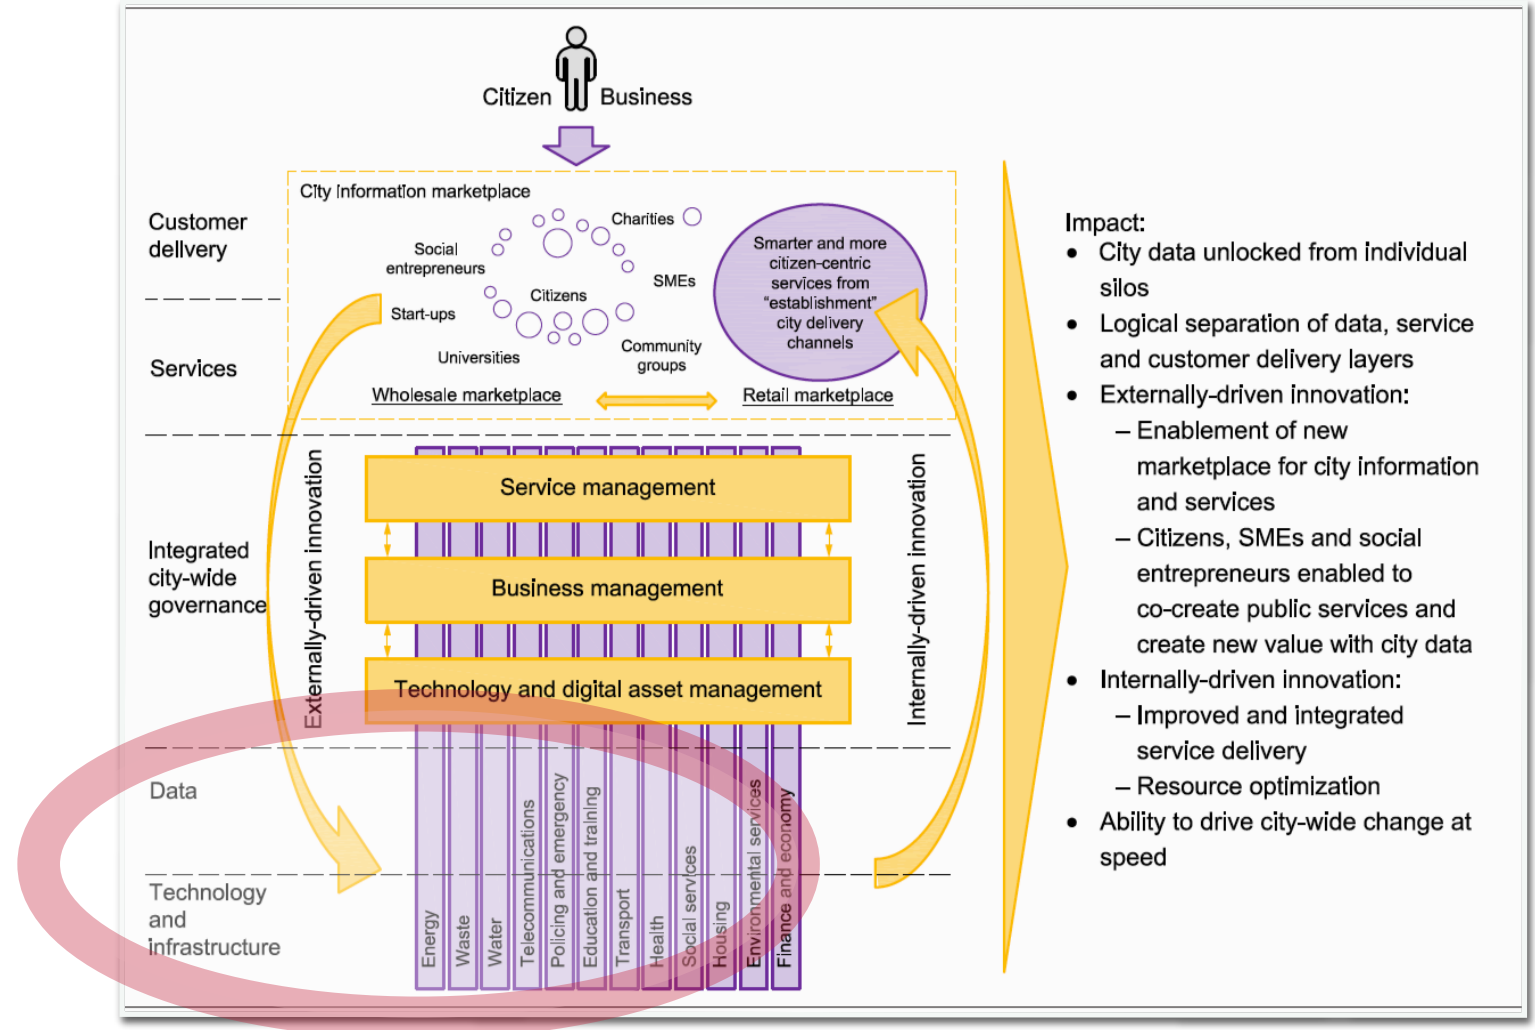 Citizen Business
City information marketplace
Customer
delivery
Charities
Social
entrepreneurs
SMEs
Citizens
Start-ups
Universities
Community
groups
Smarter and more
citizen-centric
services from
“establishment”
city delivery
channels
Services
Wholesale marketplace
Retail marketplace
Integrated
city-wide
governance
Externally-driven innovation
Service management
Business management
Technology and digital asset management
Internally-driven innovation
Data
Technology
and
infrastructure
Energy
Waste
Water
Telecommunications
Policing and emergency
Education and training
Transport
Health
Social services
Housing
Environmental services
Finance and economy
Impact:
• City data unlocked from individual
silos
• Logical separation of data, service
and customer delivery layers
• Externally-driven innovation:
– Enablement of new
marketplace for city information
and services
– Citizens, SMEs and social
entrepreneurs enabled to
co-create public services and
create new value with city data
• Internally-driven innovation:
– Improved and integrated
service delivery
– Resource optimization
• Ability to drive city-wide change at
speed